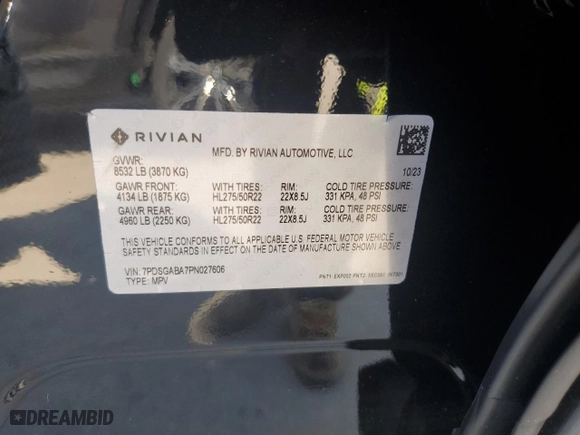 RIVIAN
MFD. BY RIVIAN AUTOMOTIVE, LLC
GVWR:
8532 LB (3870 KG)
10/23
GAWR FRONT: WITH TIRES: RIM: COLD TIRE PRESSURE:
4134 LB (1875 KG) HL275/50R22 22X8.5J 331 KPA, 48 PSI
GAWR REAR: WITH TIRES: RIM: COLD TIRE PRESSURE:
4960 LB (2250 KG) HL275/50R22 22X8.5J 331 KPA, 48 PSI
THIS VEHICLE CONFORMS TO ALL APPLICABLE U.S. FEDERAL MOTOR VEHICLE
SAFETY STANDARDS IN EFFECT ON THE DATE OF MANUFACTURE SHOWN ABOVE.
VIN: 7PDSGABA7PN027606
TYPE: MPV
DREAMBID